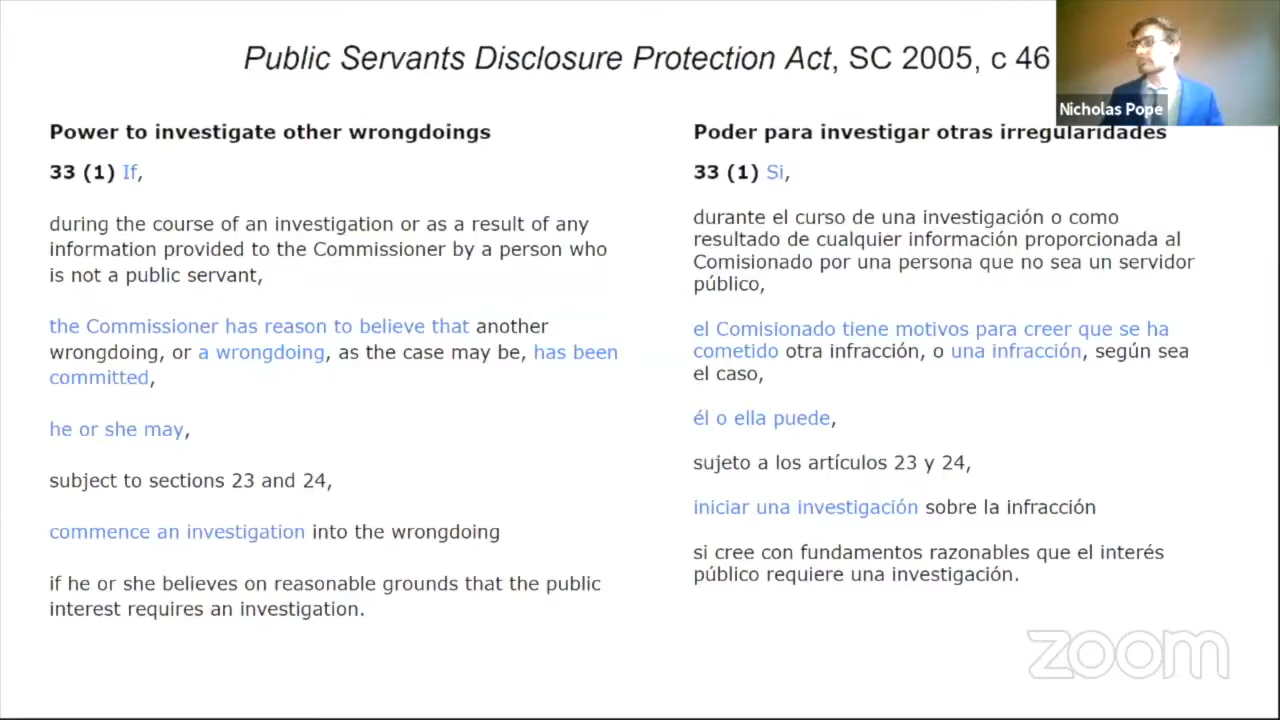 Public Servants Disclosure Protection Act, SC 2005, c 46
Nicholas Pope
Power to investigate other wrongdoings
33 (1) If,
during the course of an investigation or as a result of any
information provided to the Commissioner by a person who
is not a public servant,
the Commissioner has reason to believe that another
wrongdoing, or a wrongdoing, as the case may be, has been
committed,
he or she may,
subject to sections 23 and 24,
commence an investigation into the wrongdoing
if he or she believes on reasonable grounds that the public
interest requires an investigation.
Poder para investigar otras irregularidades
33 (1) Si,
durante el curso de una investigación o como
resultado de cualquier información proporcionada al
Comisionado por una persona que no sea un servidor
público,
el Comisionado tiene motivos para creer que se ha
cometido otra infracción, o una infracción, según sea
el caso,
él o ella puede,
sujeto a los artículos 23 y 24,
iniciar una investigación sobre la infracción
si cree con fundamentos razonables que el interés
público requiere una investigación.
zoom